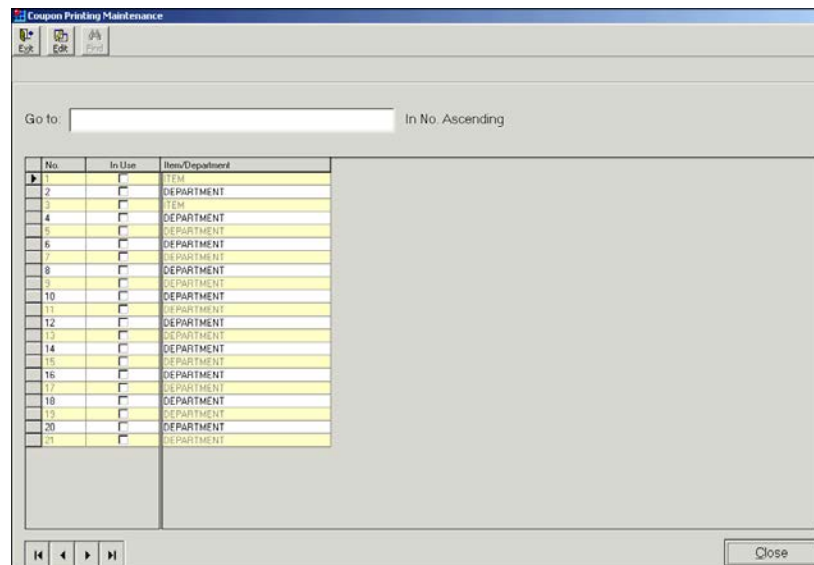 Coupon Printing Maintenance
Exit Edit Find
Go to: In No. Ascending
No. In Use Item/Department
1 ITEM
2 DEPARTMENT
3 ITEM
4 DEPARTMENT
5 DEPARTMENT
6 DEPARTMENT
7 DEPARTMENT
8 DEPARTMENT
9 DEPARTMENT
10 DEPARTMENT
11 DEPARTMENT
12 DEPARTMENT
13 DEPARTMENT
14 DEPARTMENT
15 DEPARTMENT
16 DEPARTMENT
17 DEPARTMENT
18 DEPARTMENT
19 DEPARTMENT
20 DEPARTMENT
21 DEPARTMENT
Close